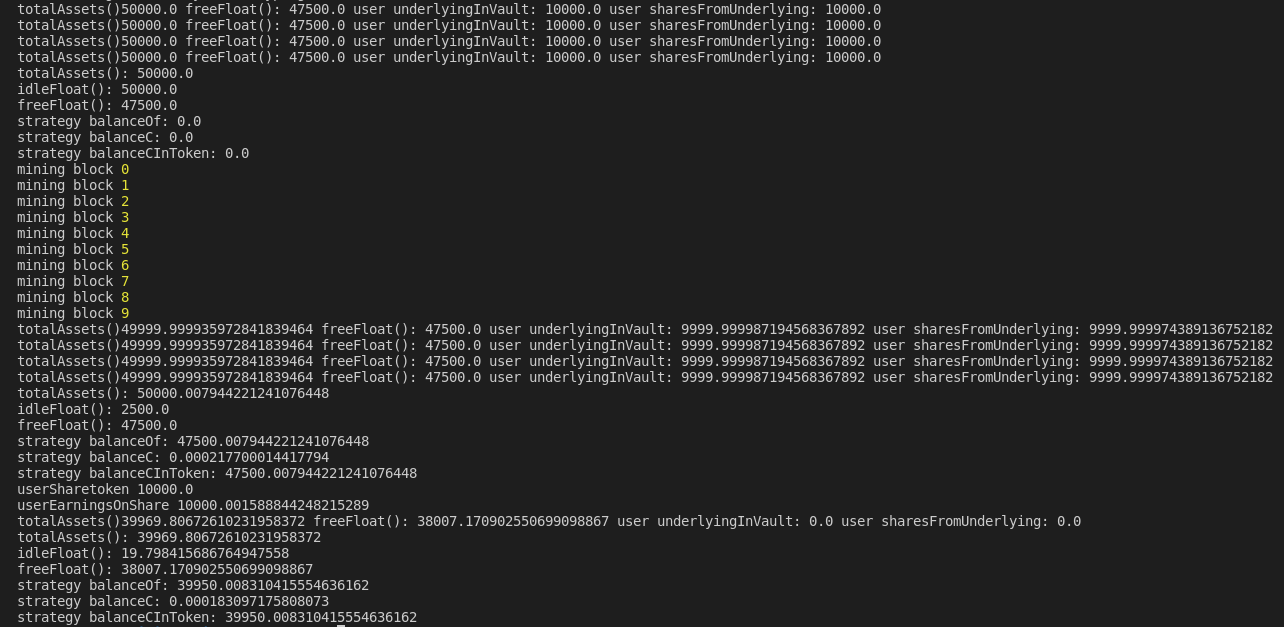 totalAssets()50000.0 freeFloat(): 47500.0 user underlyingInVault: 10000.0 user sharesFromUnderlying: 10000.0
totalAssets()50000.0 freeFloat(): 47500.0 user underlyingInVault: 10000.0 user sharesFromUnderlying: 10000.0
totalAssets()50000.0 freeFloat(): 47500.0 user underlyingInVault: 10000.0 user sharesFromUnderlying: 10000.0
totalAssets()50000.0 freeFloat(): 47500.0 user underlyingInVault: 10000.0 user sharesFromUnderlying: 10000.0
totalAssets(): 50000.0
idleFloat(): 50000.0
freeFloat(): 47500.0
strategy balanceOf: 0.0
strategy balanceC: 0.0
strategy balanceCInToken: 0.0
mining block 0
mining block 1
mining block 2
mining block 3
mining block 4
mining block 5
mining block 6
mining block 7
mining block 8
mining block 9
totalAssets()49999.999935972841839464 freeFloat(): 47500.0 user underlyingInVault: 9999.999987194568367892 user sharesFromUnderlying: 9999.999974389136752182
totalAssets()49999.999935972841839464 freeFloat(): 47500.0 user underlyingInVault: 9999.999987194568367892 user sharesFromUnderlying: 9999.999974389136752182
totalAssets()49999.999935972841839464 freeFloat(): 47500.0 user underlyingInVault: 9999.999987194568367892 user sharesFromUnderlying: 9999.999974389136752182
totalAssets()49999.999935972841839464 freeFloat(): 47500.0 user underlyingInVault: 9999.999987194568367892 user sharesFromUnderlying: 9999.999974389136752182
totalAssets(): 50000.007944221241076448
idleFloat(): 2500.0
freeFloat(): 47500.0
strategy balanceOf: 47500.007944221241076448
strategy balanceC: 0.000217700014417794
strategy balanceCInToken: 47500.007944221241076448
userSharetoken 10000.0
userEarningsOnShare 10000.001588844248215289
totalAssets()39969.80672610231958372 freeFloat(): 38007.170902550699098867 user underlyingInVault: 0.0 user sharesFromUnderlying: 0.0
totalAssets(): 39969.80672610231958372
idleFloat(): 19.798415686764947558
freeFloat(): 38007.170902550699098867
strategy balanceOf: 39950.008310415554636162
strategy balanceC: 0.000183097175808073
strategy balanceCInToken: 39950.008310415554636162